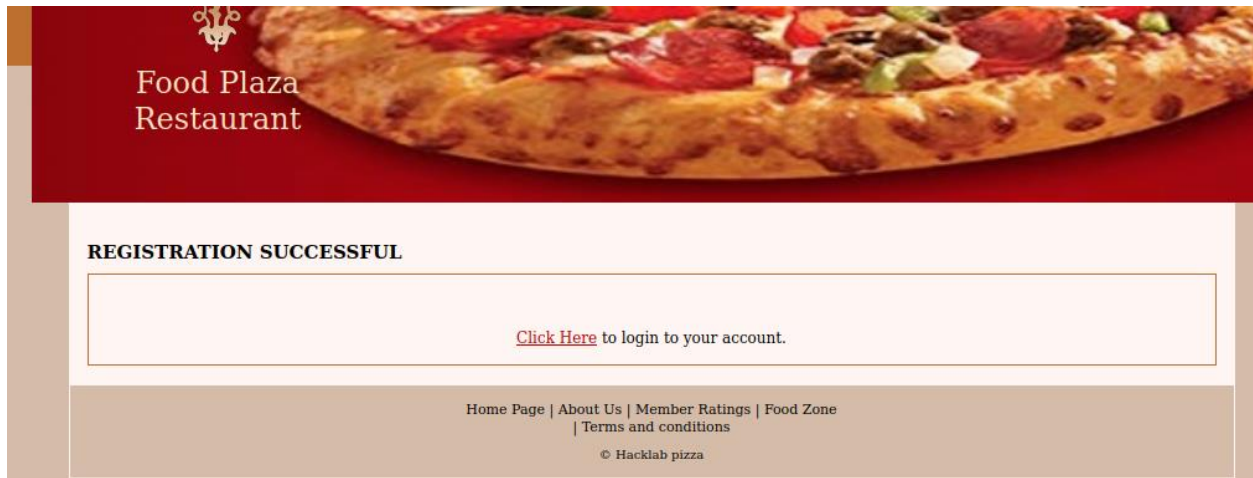 Food Plaza
Restaurant
REGISTRATION SUCCESSFUL
Click Here to login to your account.
Home Page | About Us | Member Ratings | Food Zone
| Terms and conditions
© Hacklab pizza